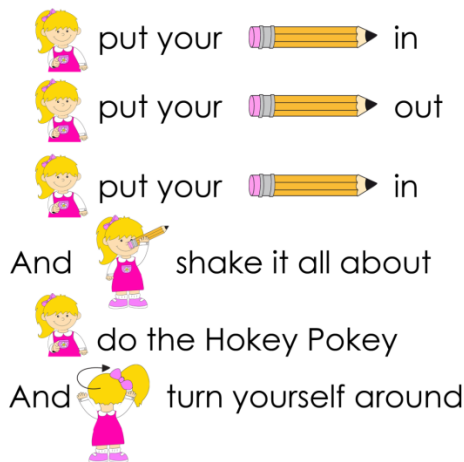 put your in
put your out
put your in
And shake it all about
do the Hokey Pokey
And turn yourself around